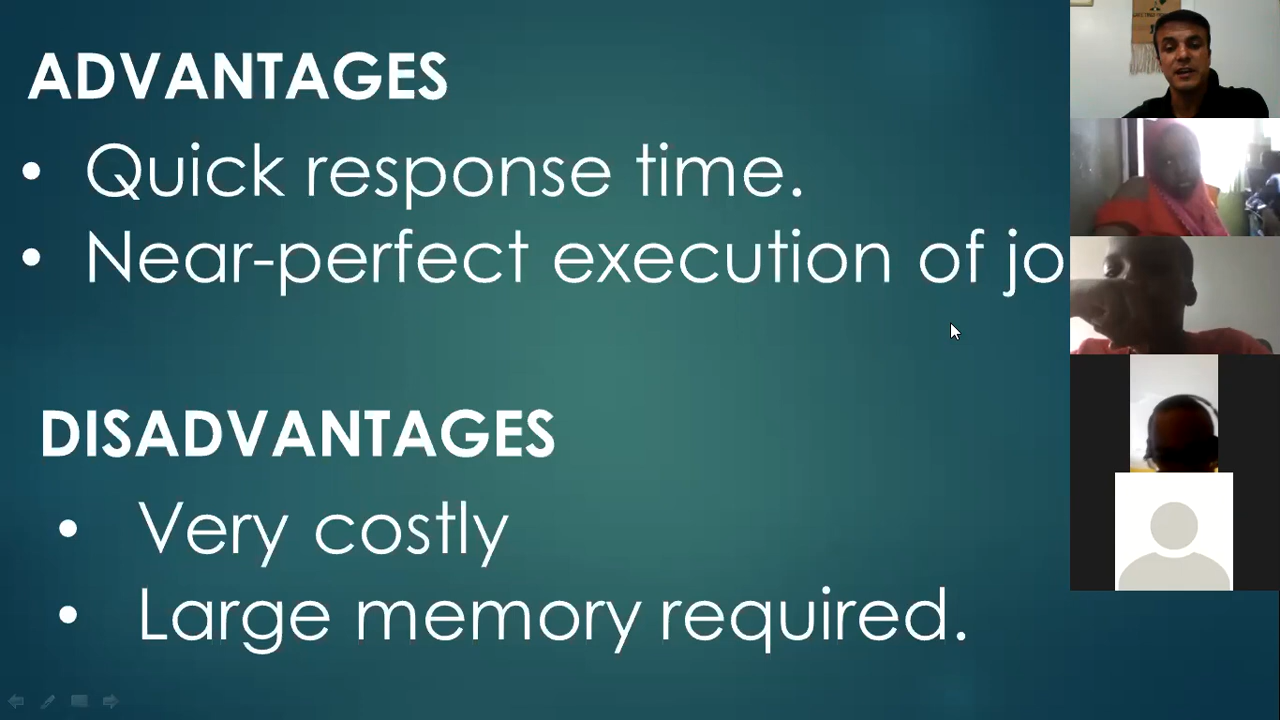 ADVANTAGES
• Quick response time.
• Near-perfect execution of jo
DISADVANTAGES
• Very costly
• Large memory required.